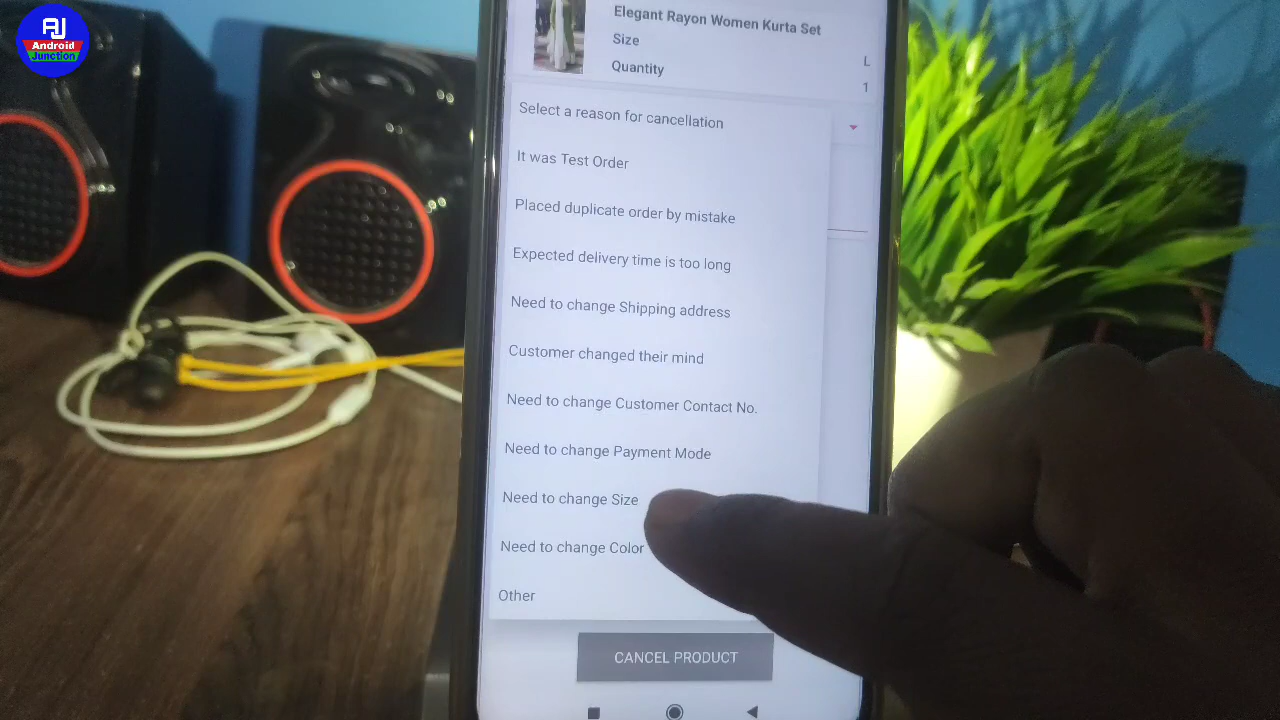 AJ
Android
Junction
Elegant Rayon Women Kurta Set
Size L
Quantity 1
Select a reason for cancellation
It was Test Order
Placed duplicate order by mistake
Expected delivery time is too long
Need to change Shipping address
Customer changed their mind
Need to change Customer Contact No.
Need to change Payment Mode
Need to change Size
Need to change Color
Other
CANCEL PRODUCT